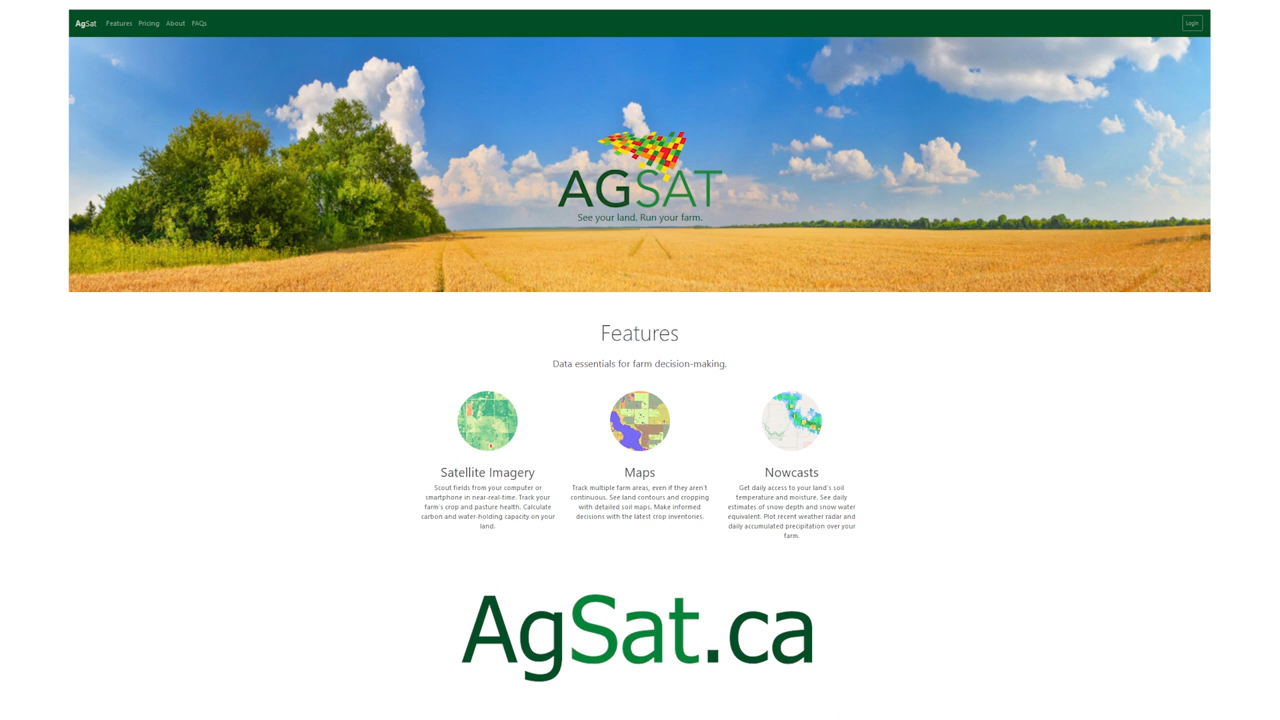 AgSat Features Pricing About FAQs Login
AGSAT
See your land. Run your farm.
Features
Data essentials for farm decision-making.
Satellite Imagery
Scout fields from your computer or
smartphone in near-real-time. Track your
farm's crop and pasture health. Calculate
carbon and water-holding capacity on your
land.
Maps
Track multiple farm areas, even if they aren't
continuous. See land contours and cropping
with detailed soil maps. Make informed
decisions with the latest crop inventories.
Nowcasts
Get daily access to your land's soil
temperature and moisture. See daily
estimates of snow depth and snow water
equivalent. Plot recent weather radar and
daily accumulated precipitation over your
farm.
AgSat.ca